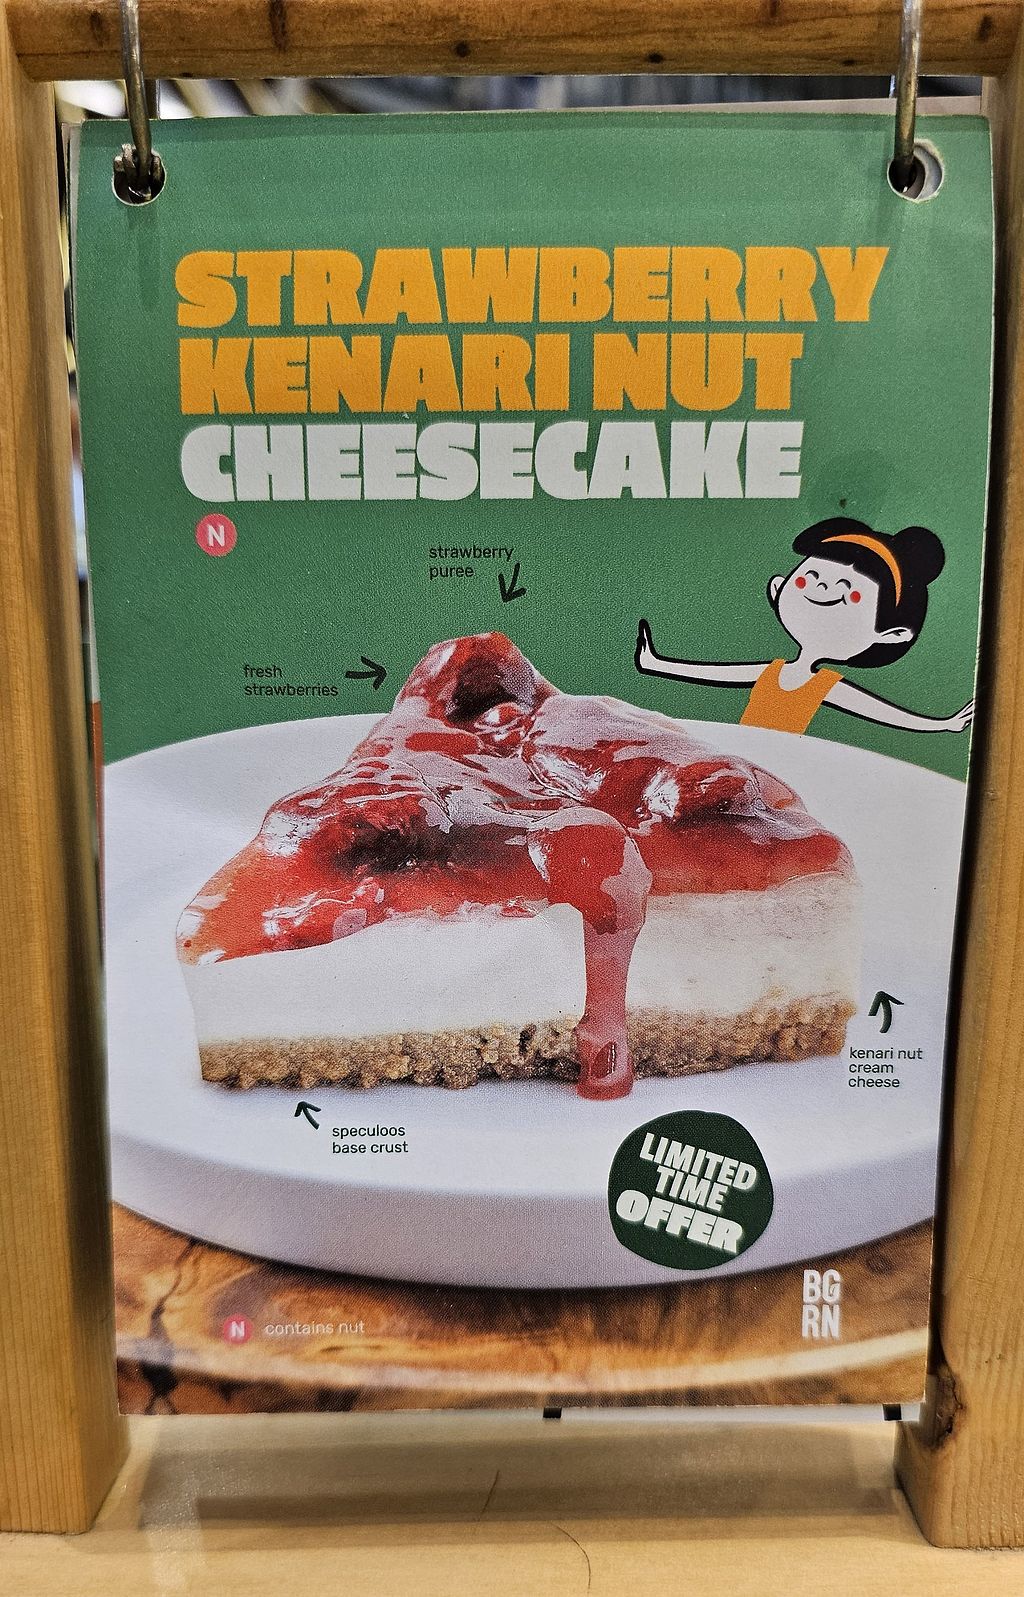 STRAWBERRY
KENARI NUT
CHEESECAKE
N
strawberry
puree
fresh
strawberries
kenari nut
cream
cheese
speculoos
base crust
LIMITED
TIME
OFFER
BG
RN
N contains nut